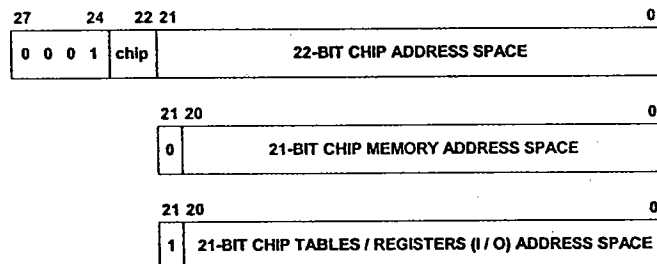 27 24 22 21 0
0 0 0 1 chip 22-BIT CHIP ADDRESS SPACE
21 20 0
0 21-BIT CHIP MEMORY ADDRESS SPACE
21 20 0
1 21-BIT CHIP TABLES / REGISTERS (I / O) ADDRESS SPACE